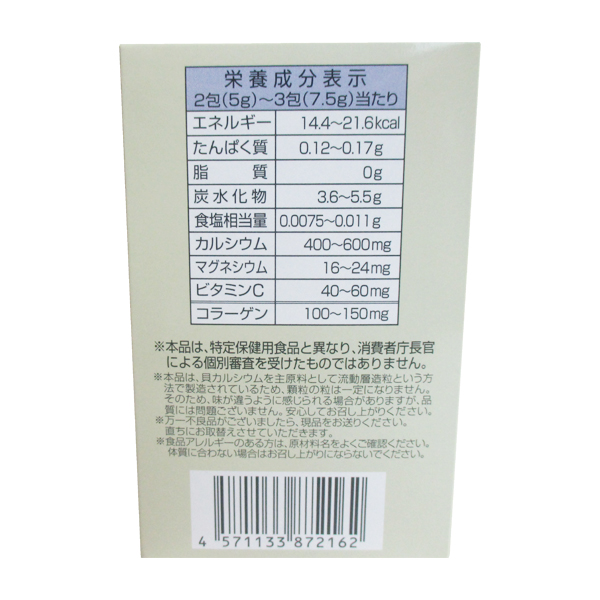 栄養成分表示
2包(5g)〜3包(7.5g)当たり
エネルギー 14.4〜21.6kcal
たんぱく質 0.12〜0.17g
脂質 0g
炭水化物 3.6〜5.5g
食塩相当量 0.0075〜0.011g
カルシウム 400〜600mg
マグネシウム 16〜24mg
ビタミンC 40〜60mg
コラーゲン 100〜150mg
※本品は、特定保健用食品と異なり、消費者庁長官
による個別審査を受けたものではありません。
※本品は、貝カルシウムを主原料として流動層造粒という方
法で製造されているため、顆粒の粒は一定になりません。
そのため、味が違うように感じられる場合がありますが、品
質には問題ございません。安心してお召し上がりください。
※万一不良品がございましたら、現品をお送りください。
直ちにお取替えさせていただきます。
※食品アレルギーのある方は、原材料名をよくご確認ください。
体質に合わない場合はお召し上がりにならないでください。
4 571133 872162